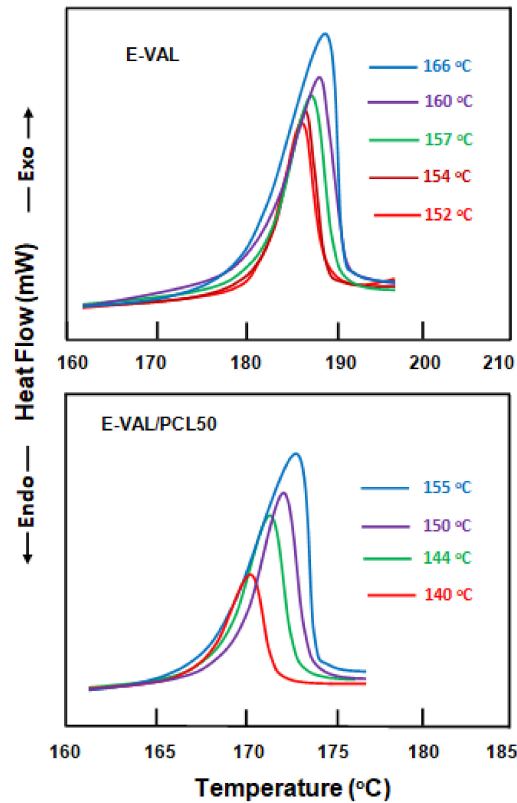 E-VAL
166 °C
160 °C
157 °C
154 °C
152 °C
160 170 180 190 200 210
←Endo— Heat Flow (mW) —Exo→
E-VAL/PCL50
155 °C
150 °C
144 °C
140 °C
160 165 170 175 180 185
Temperature (°C)